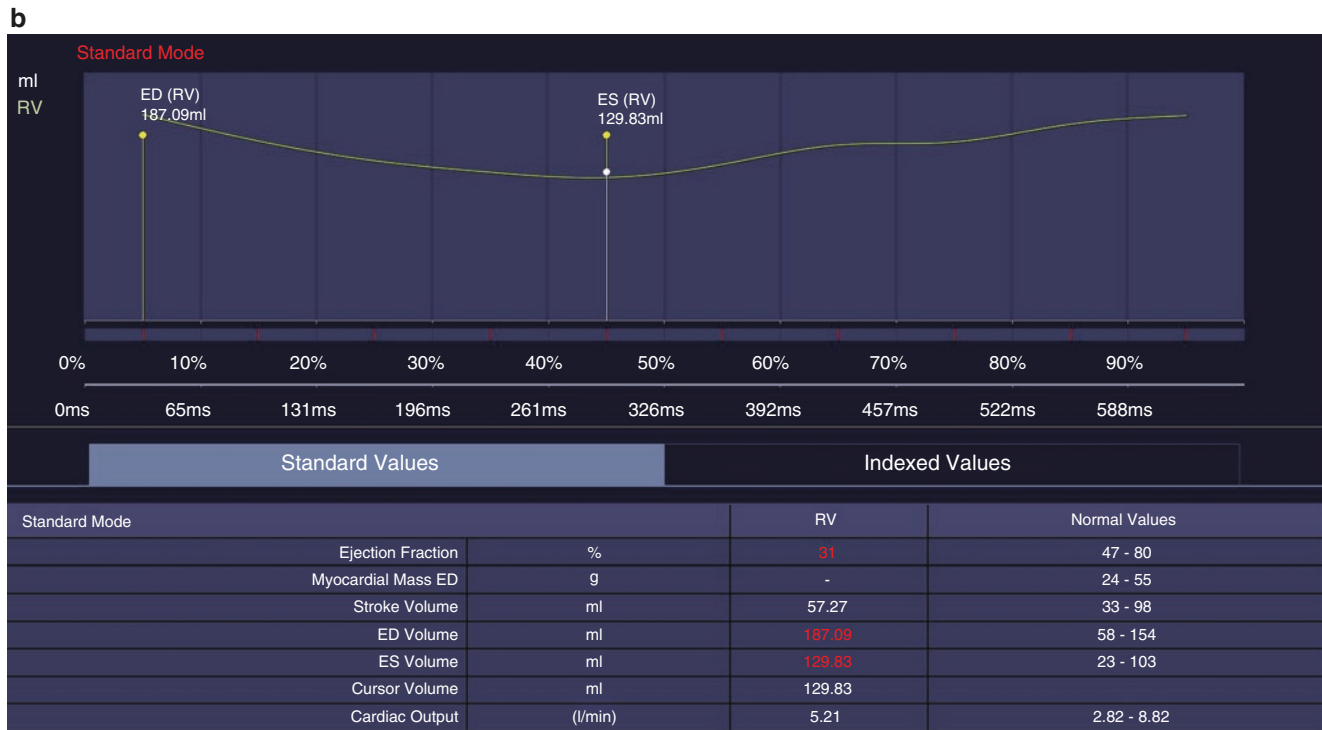 b
Standard Mode
ml
RV
ED (RV)
187.09ml
ES (RV)
129.83ml
0% 10% 20% 30% 40% 50% 60% 70% 80% 90%
0ms 65ms 131ms 196ms 261ms 326ms 392ms 457ms 522ms 588ms
Standard Values Indexed Values
Standard Mode RV Normal Values
Ejection Fraction % 31 47 - 80
Myocardial Mass ED g - 24 - 55
Stroke Volume ml 57.27 33 - 98
ED Volume ml 187.09 58 - 154
ES Volume ml 129.83 23 - 103
Cursor Volume ml 129.83
Cardiac Output (l/min) 5.21 2.82 - 8.82